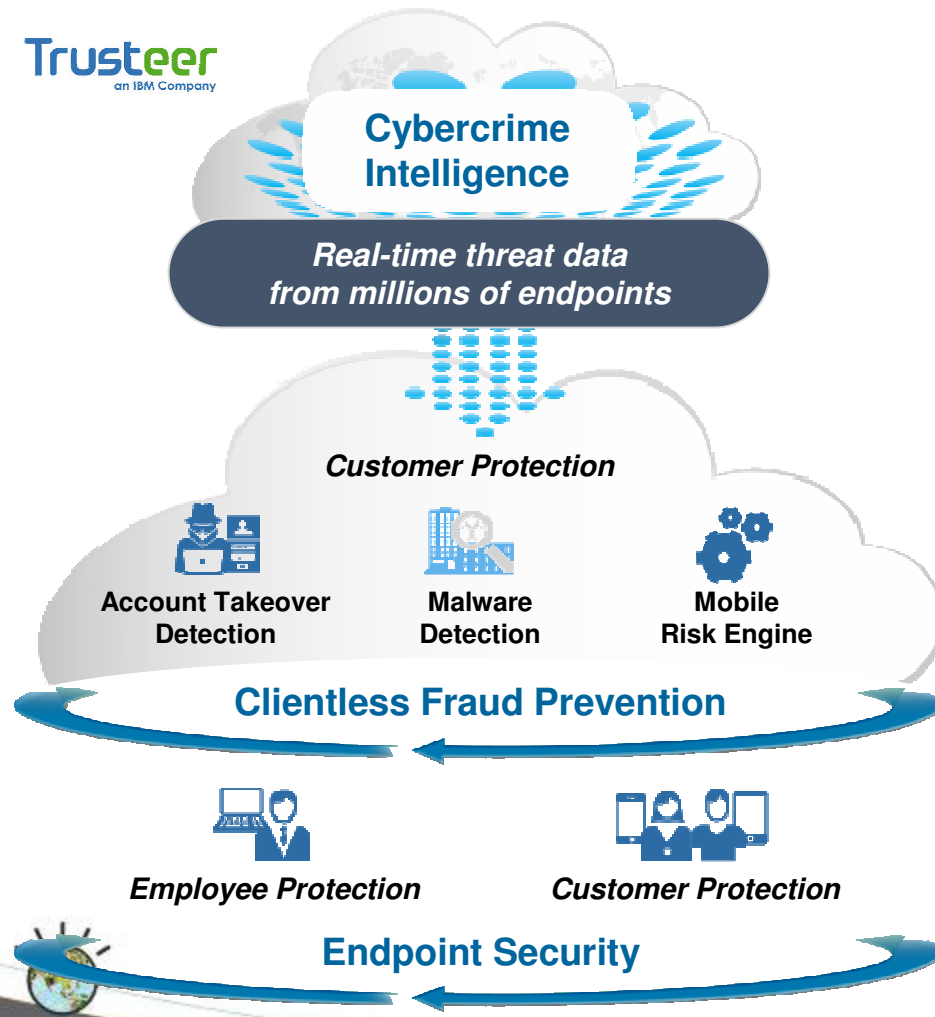 Trusteer
an IBM Company
Cybercrime
Intelligence
Real-time threat data
from millions of endpoints
Customer Protection
Account Takeover
Detection
Malware
Detection
Mobile
Risk Engine
Clientless Fraud Prevention
Employee Protection
Customer Protection
Endpoint Security